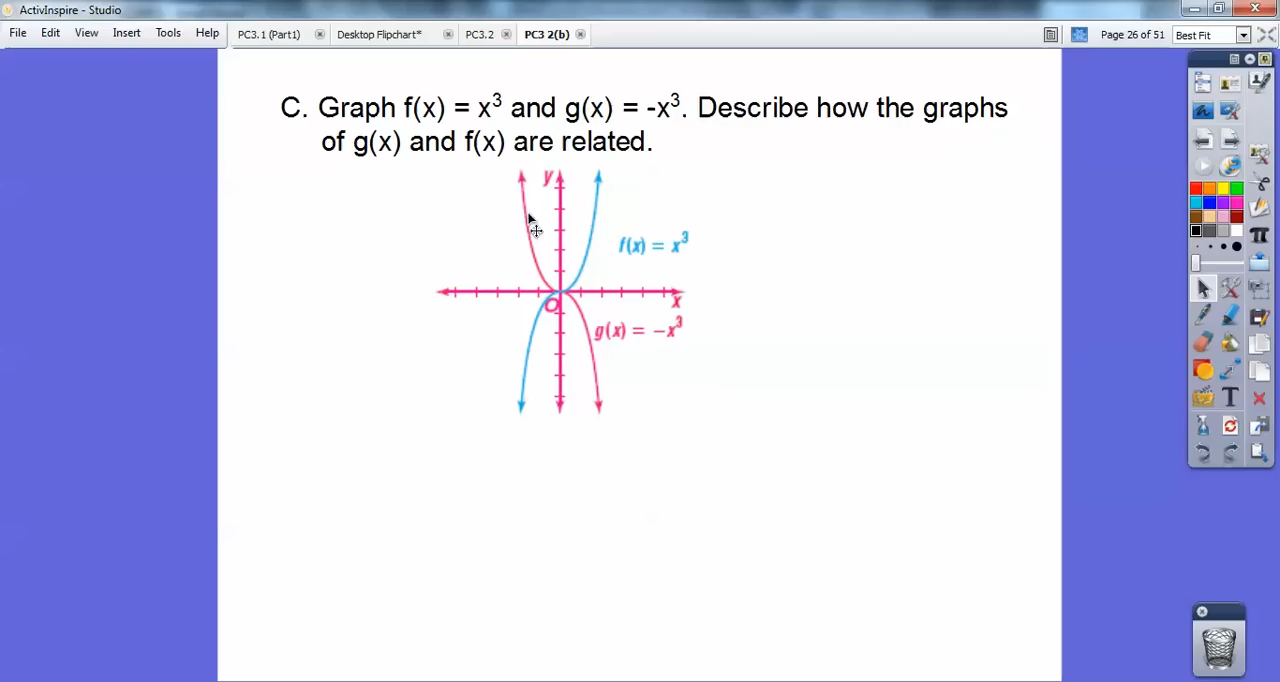 ActivInspire - Studio
File Edit View Insert Tools Help
PC3.1 (Part1) Desktop Flipchart* PC3.2 PC3 2(b)
Page 26 of 51 Best Fit
C. Graph f(x) = x³ and g(x) = -x³. Describe how the graphs
of g(x) and f(x) are related.
y
f(x) = x³
O
x
g(x) = −x³